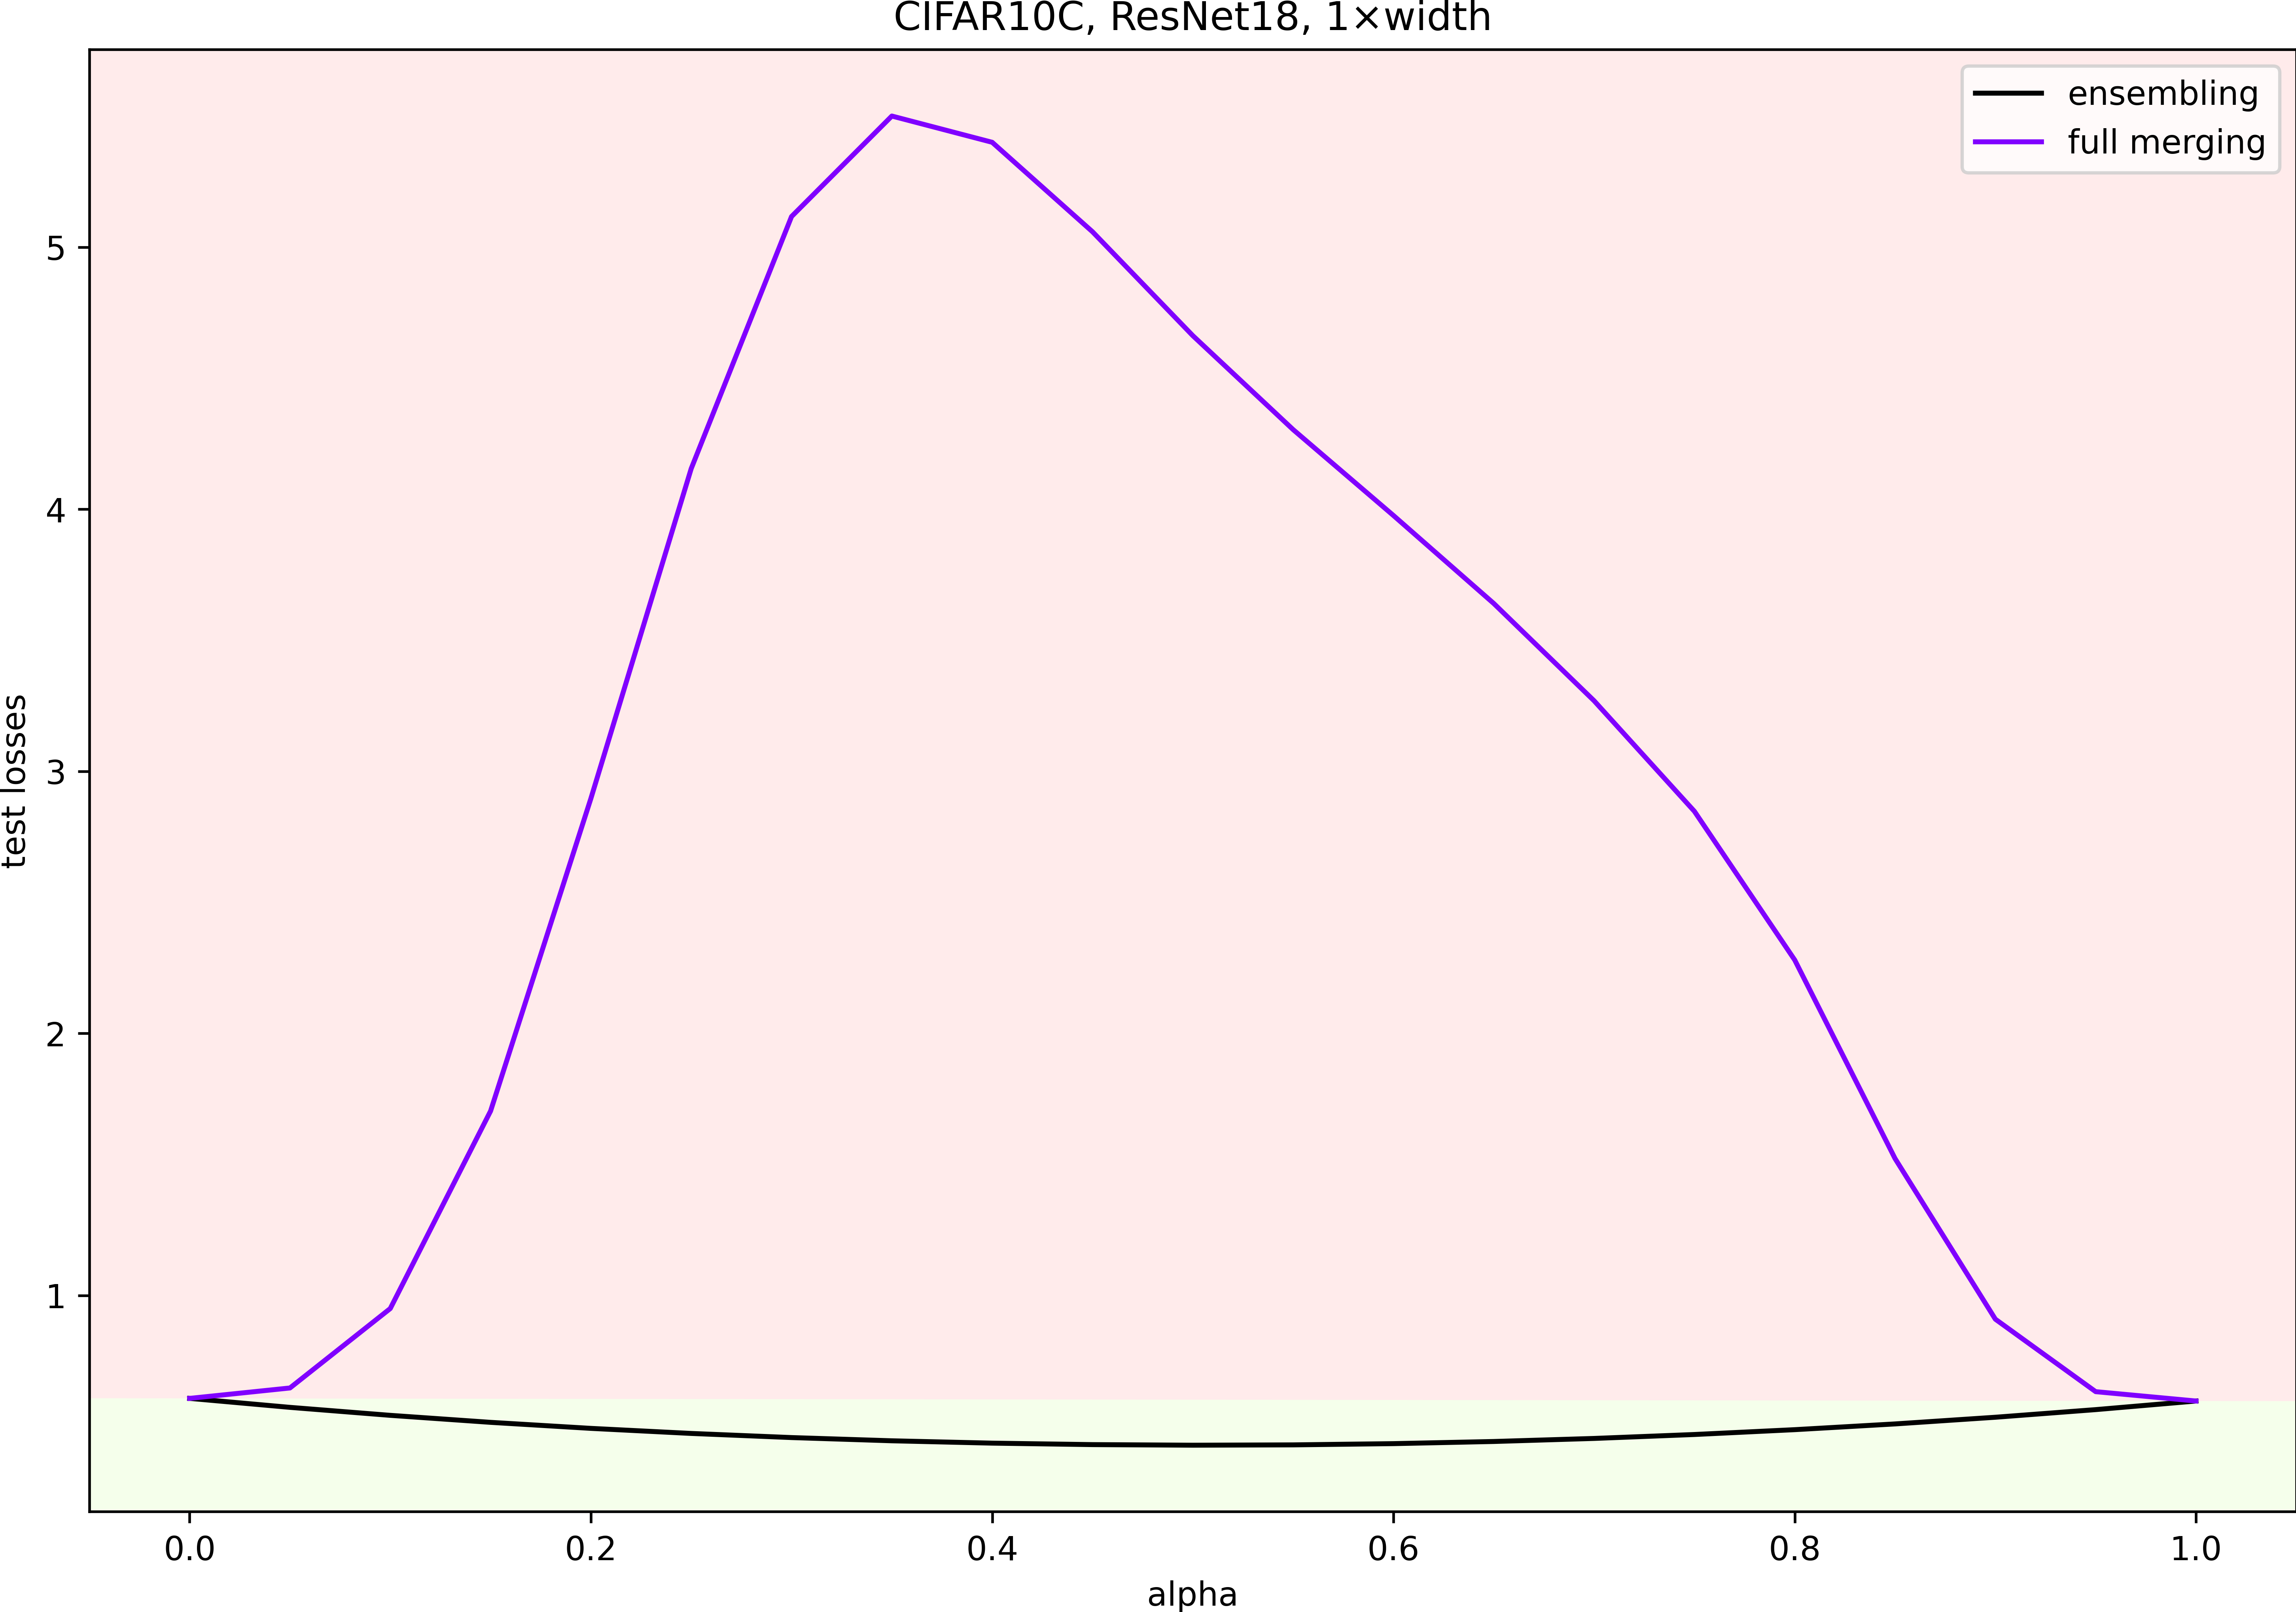 CIFAR10C, ResNet18, 1×width
ensembling
full merging
5
4
3
2
1
test losses
0.0 0.2 0.4 0.6 0.8 1.0
alpha